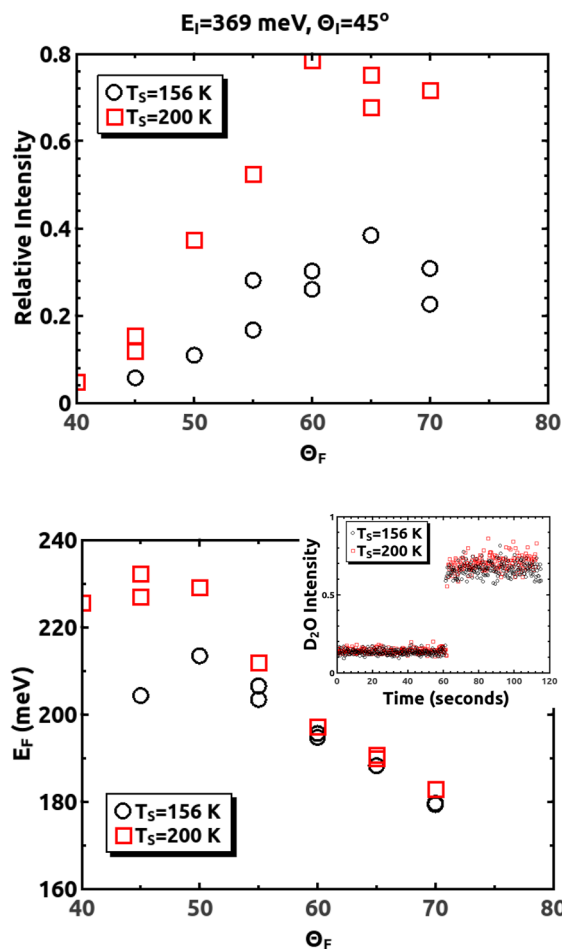 E_I=369 meV, Θ_I=45°
0.8
0.6
0.4
0.2
0
Relative Intensity
T_S=156 K
T_S=200 K
40 50 60 70 80
Θ_F
240
220
200
180
160
E_F (meV)
T_S=156 K
T_S=200 K
40 50 60 70 80
Θ_F
1
0.5
0
D₂O Intensity
T_S=156 K
T_S=200 K
0 20 40 60 80 100 120
Time (seconds)